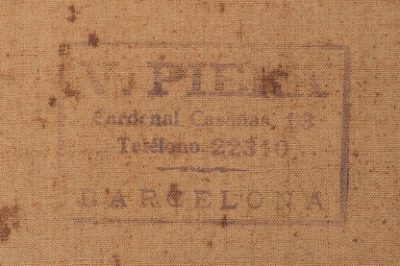 V. PIERA
Cardenal Casañas, 13
Teléfono 22310
BARCELONA